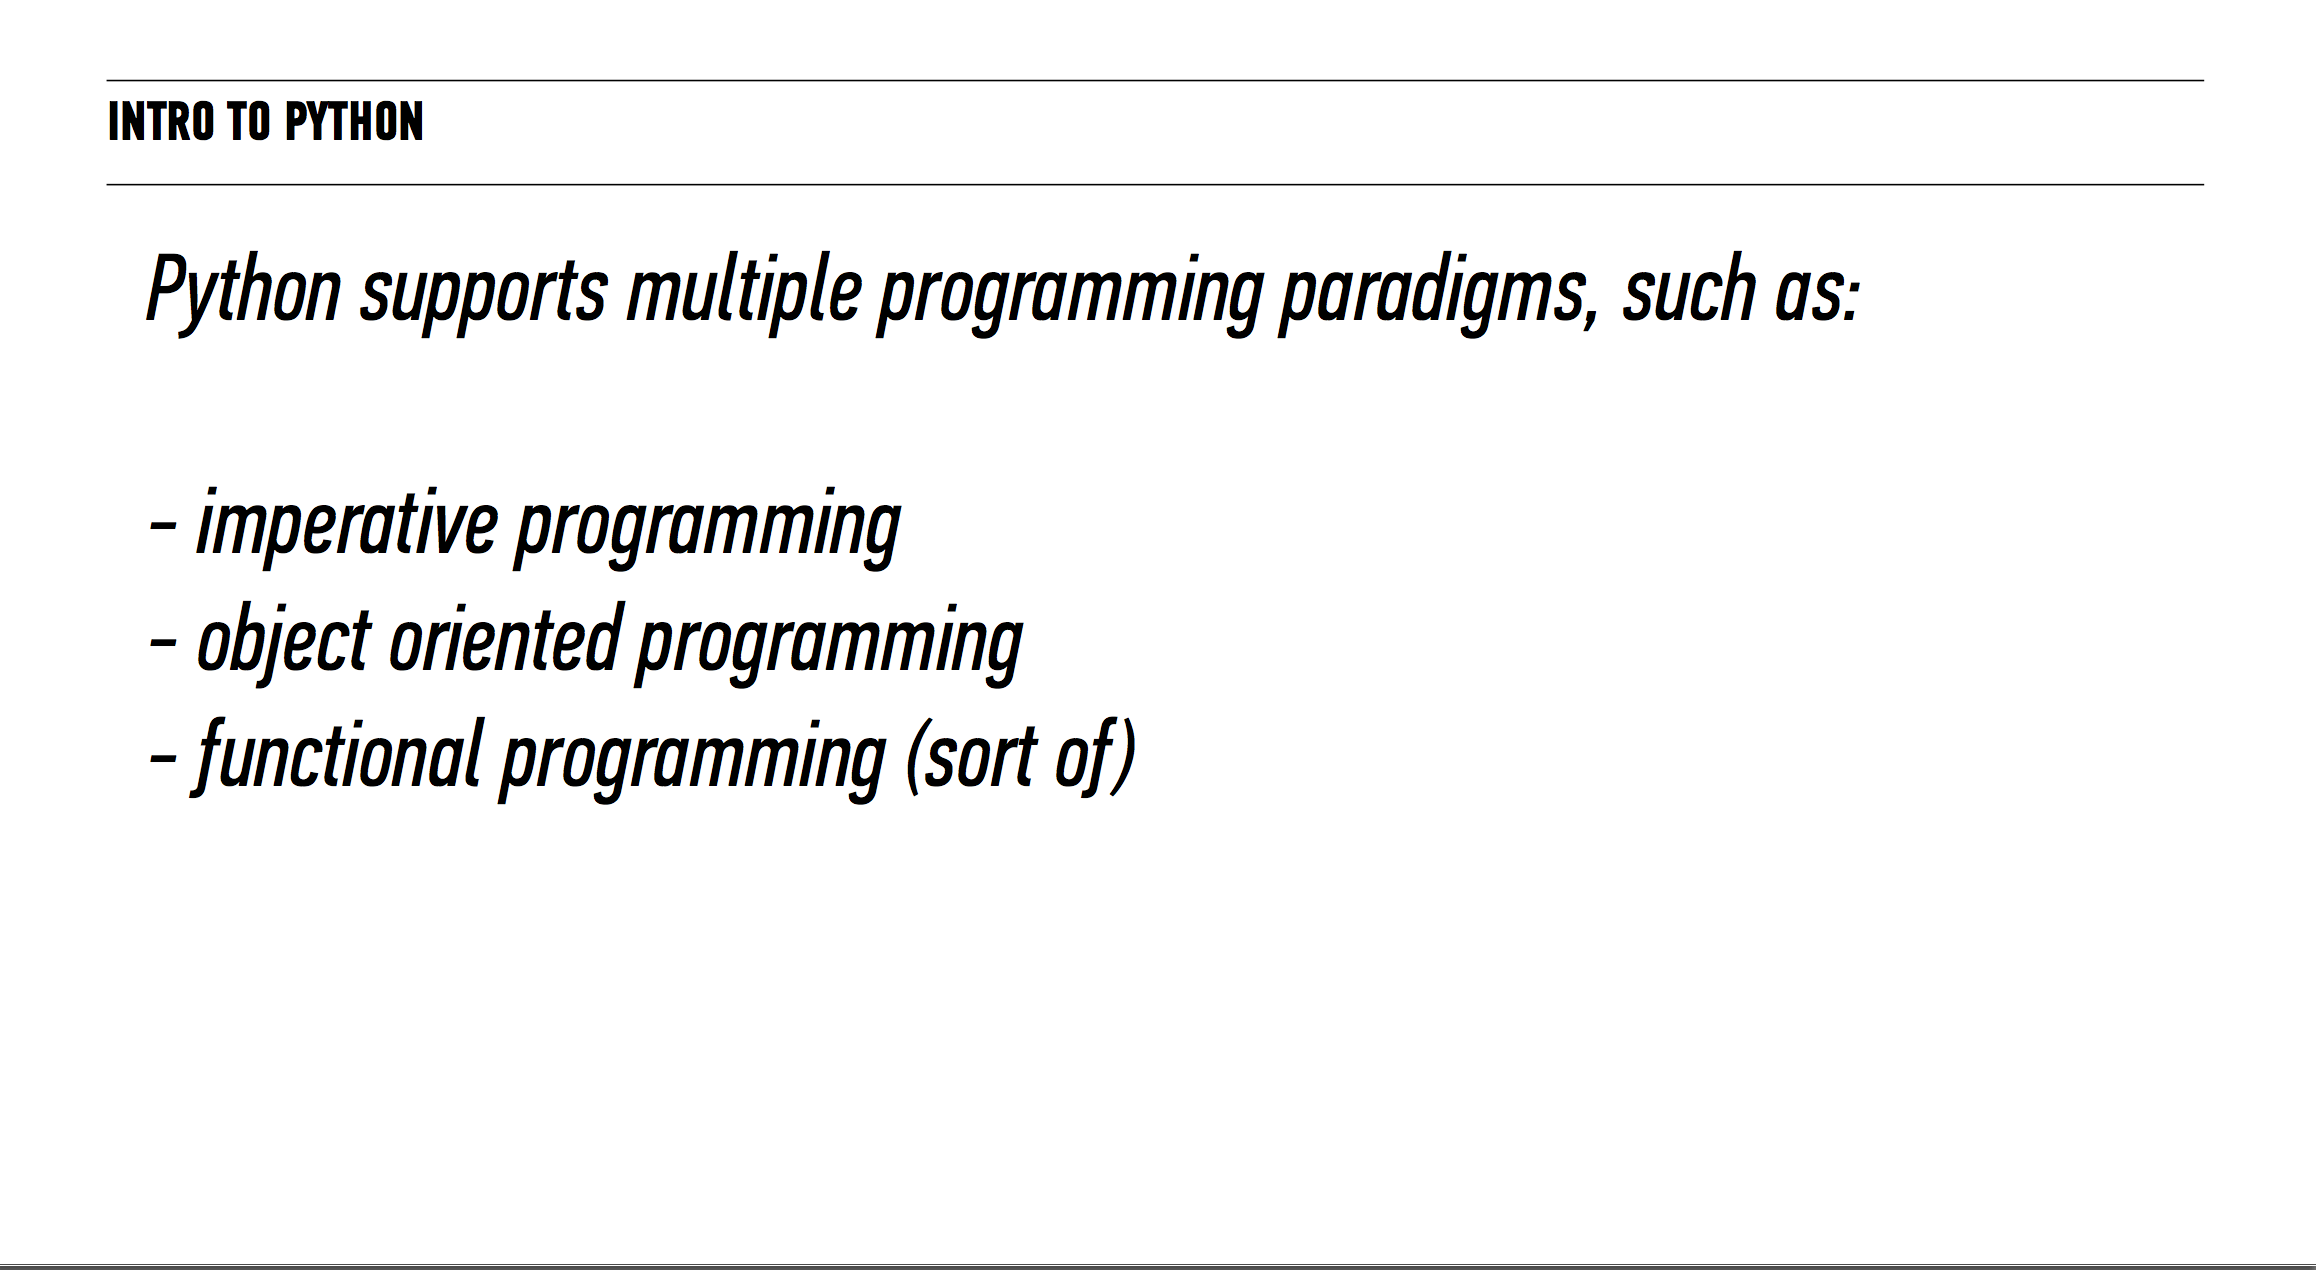 INTRO TO PYTHON
Python supports multiple programming paradigms, such as:
- imperative programming
- object oriented programming
- functional programming (sort of)